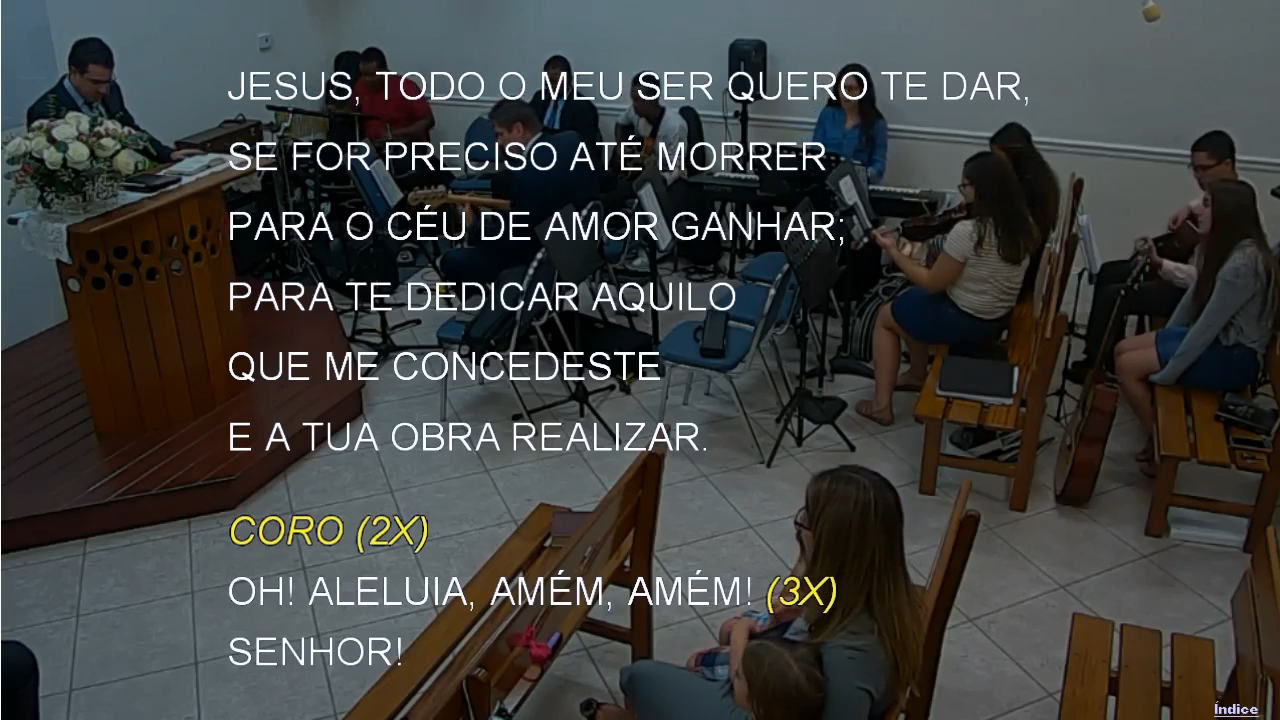 JESUS, TODO O MEU SER QUERO TE DAR,
SE FOR PRECISO ATÉ MORRER
PARA O CÉU DE AMOR GANHAR;
PARA TE DEDICAR AQUILO
QUE ME CONCEDESTE
E A TUA OBRA REALIZAR.
CORO (2X)
OH! ALELUIA, AMÉM, AMÉM! (3X)
SENHOR!
Índice